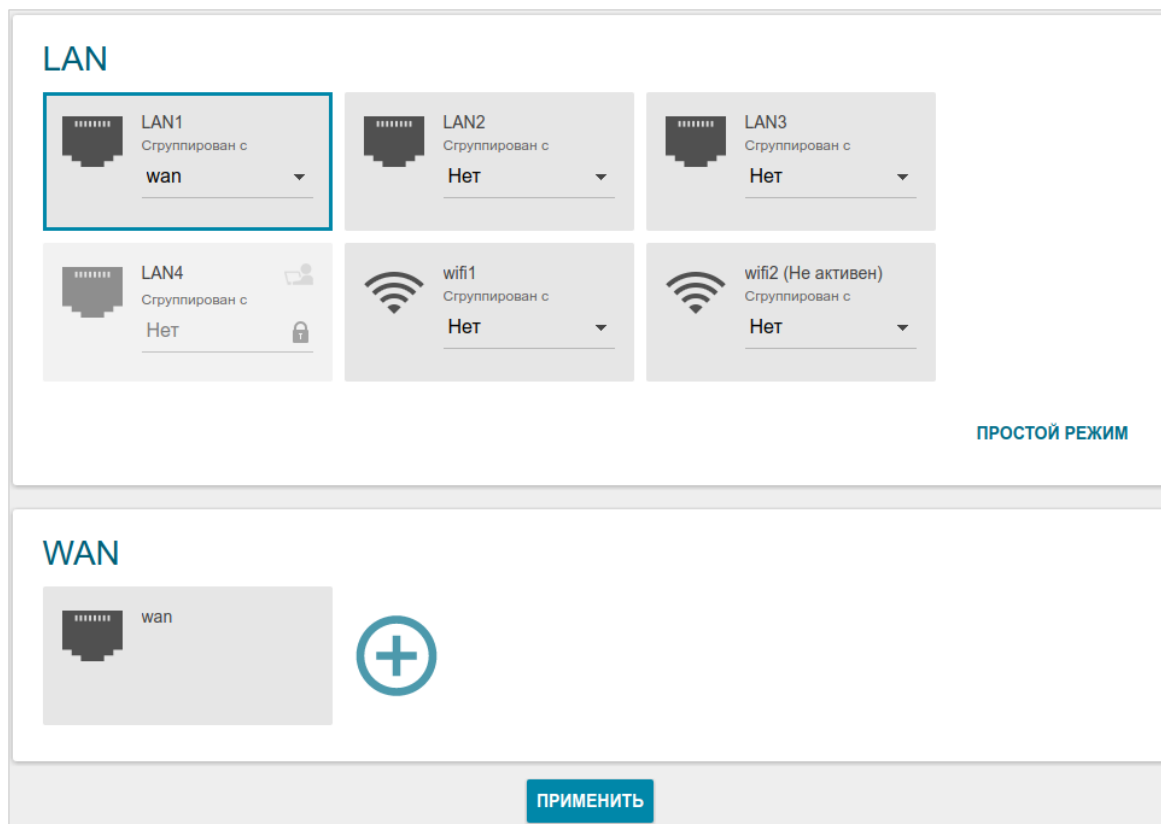 LAN
LAN1
Сгруппирован с
wan
LAN2
Сгруппирован с
Нет
LAN3
Сгруппирован с
Нет
LAN4
Сгруппирован с
Нет
wifi1
Сгруппирован с
Нет
wifi2 (Не активен)
Сгруппирован с
Нет
ПРОСТОЙ РЕЖИМ
WAN
wan
ПРИМЕНИТЬ